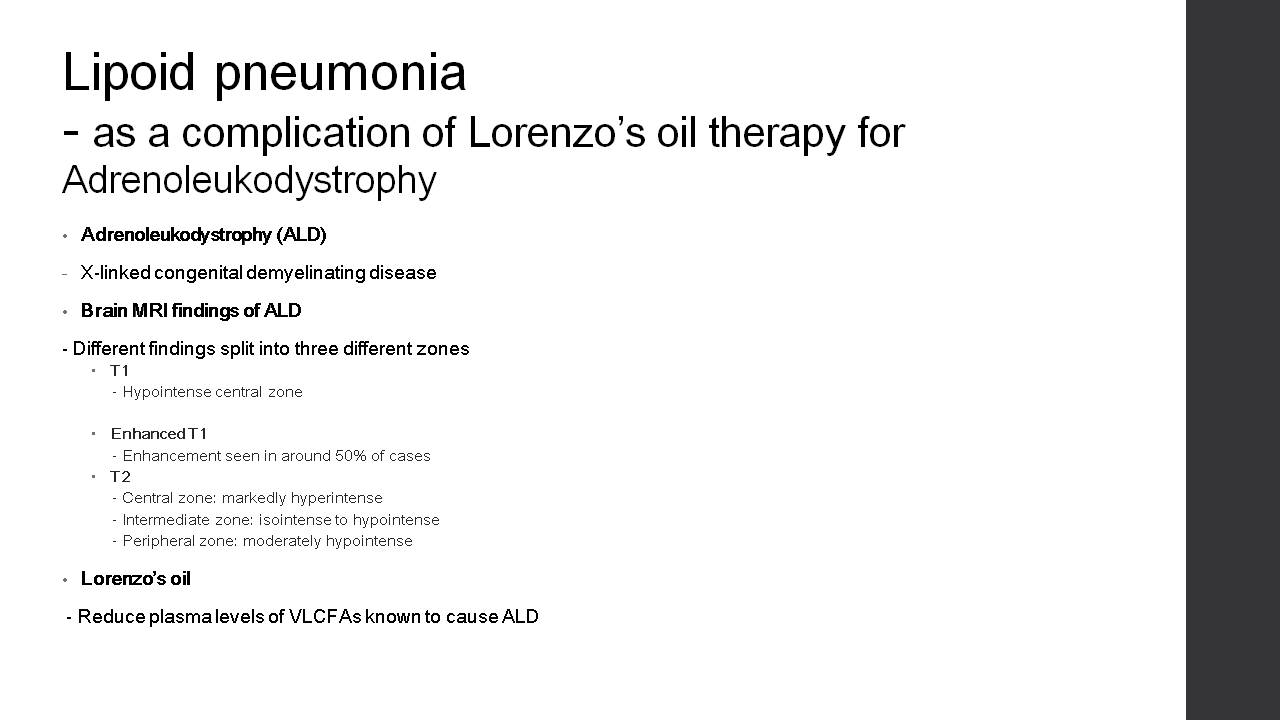 Lipoid pneumonia
- as a complication of Lorenzo’s oil therapy for
Adrenoleukodystrophy
• Adrenoleukodystrophy (ALD)
- X-linked congenital demyelinating disease
• Brain MRI findings of ALD
- Different findings split into three different zones
• T1
- Hypointense central zone
• Enhanced T1
- Enhancement seen in around 50% of cases
• T2
- Central zone: markedly hyperintense
- Intermediate zone: isointense to hypointense
- Peripheral zone: moderately hypointense
• Lorenzo’s oil
- Reduce plasma levels of VLCFAs known to cause ALD